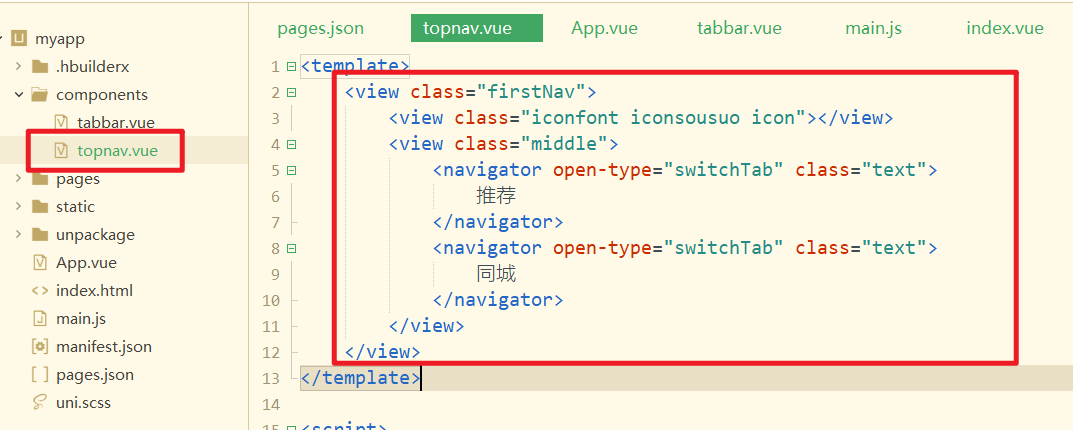 myapp
.hbuilderx
components
tabbar.vue
topnav.vue
pages
static
unpackage
App.vue
index.html
main.js
manifest.json
pages.json
uni.scss
pages.json topnav.vue App.vue tabbar.vue main.js index.vue
1 <template>
2 <view class="firstNav">
3 <view class="iconfont iconsousuo icon"></view>
4 <view class="middle">
5 <navigator open-type="switchTab" class="text">
6 推荐
7 </navigator>
8 <navigator open-type="switchTab" class="text">
9 同城
10 </navigator>
11 </view>
12 </view>
13 </template>
14
15 <script>